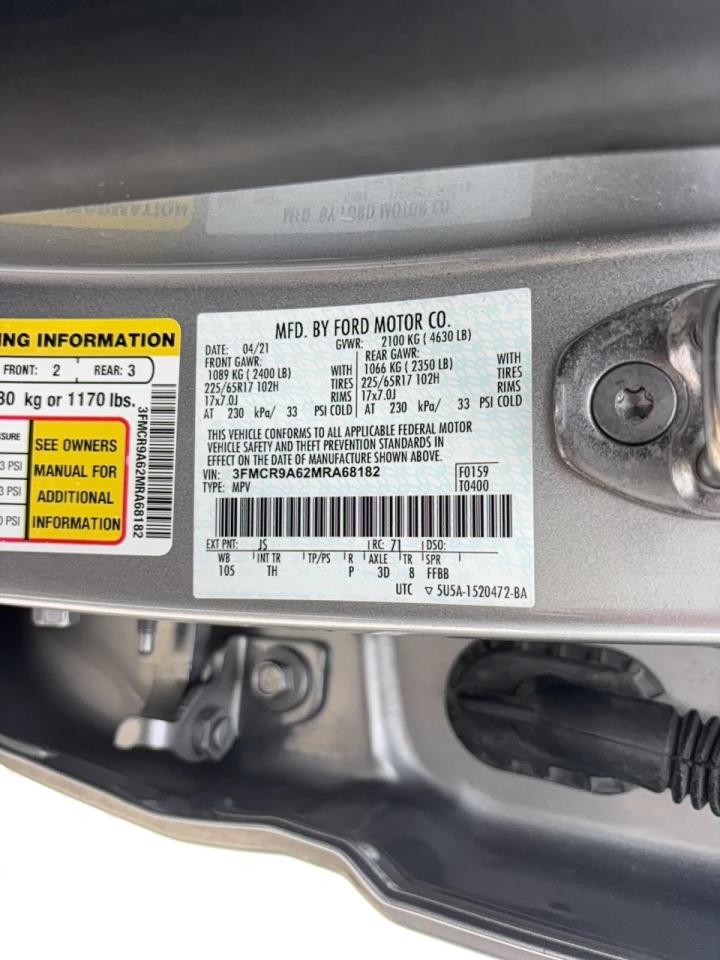 ING INFORMATION
FRONT: 2 REAR: 3
kg or 1170 lbs.
3 PSI
3 PSI
PSI
SEE OWNERS
MANUAL FOR
ADDITIONAL
INFORMATION
3FMCR9A62MRA68182
MFD. BY FORD MOTOR CO.
DATE: 04/21 GVWR: 2100 KG ( 4630 LB)
FRONT GAWR: REAR GAWR:
1089 KG ( 2400 LB) WITH 1066 KG ( 2350 LB) WITH
225/65R17 102H TIRES 225/65R17 102H TIRES
17x7.0J RIMS 17x7.0J RIMS
AT 230 kPa/ 33 PSI COLD AT 230 kPa/ 33 PSI COLD
THIS VEHICLE CONFORMS TO ALL APPLICABLE FEDERAL MOTOR
VEHICLE SAFETY AND THEFT PREVENTION STANDARDS IN
EFFECT ON THE DATE OF MANUFACTURE SHOWN ABOVE.
VIN: 3FMCR9A62MRA68182 F0159
TYPE: MPV T0400
EXT PNT: JS RC: 71 DSO:
WB INT TR TP/PS R AXLE TR SPR
105 TH P 3D 8 FFBB
UTC ▽ 5U5A-1520472-BA